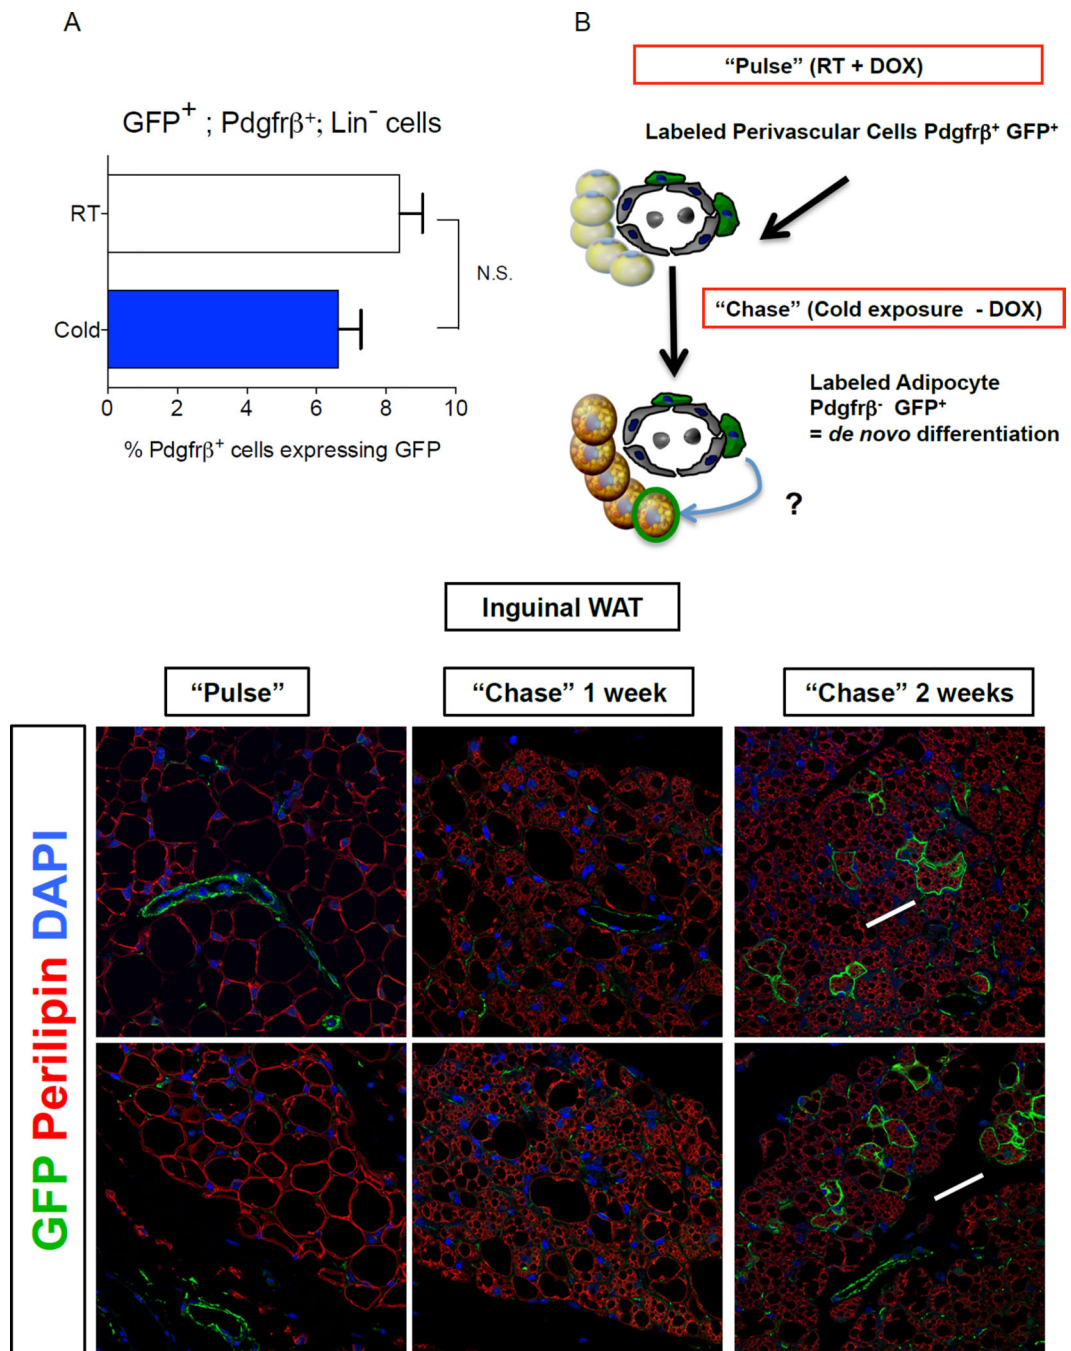 A
GFP⁺ ; Pdgfrβ⁺; Lin⁻ cells
RT
Cold
N.S.
0 2 4 6 8 10
% Pdgfrβ⁺ cells expressing GFP
B
“Pulse” (RT + DOX)
Labeled Perivascular Cells Pdgfrβ⁺ GFP⁺
“Chase” (Cold exposure - DOX)
Labeled Adipocyte
Pdgfrβ⁻ GFP⁺
= de novo differentiation
?
Inguinal WAT
“Pulse”
“Chase” 1 week
“Chase” 2 weeks
GFP Perilipin DAPI